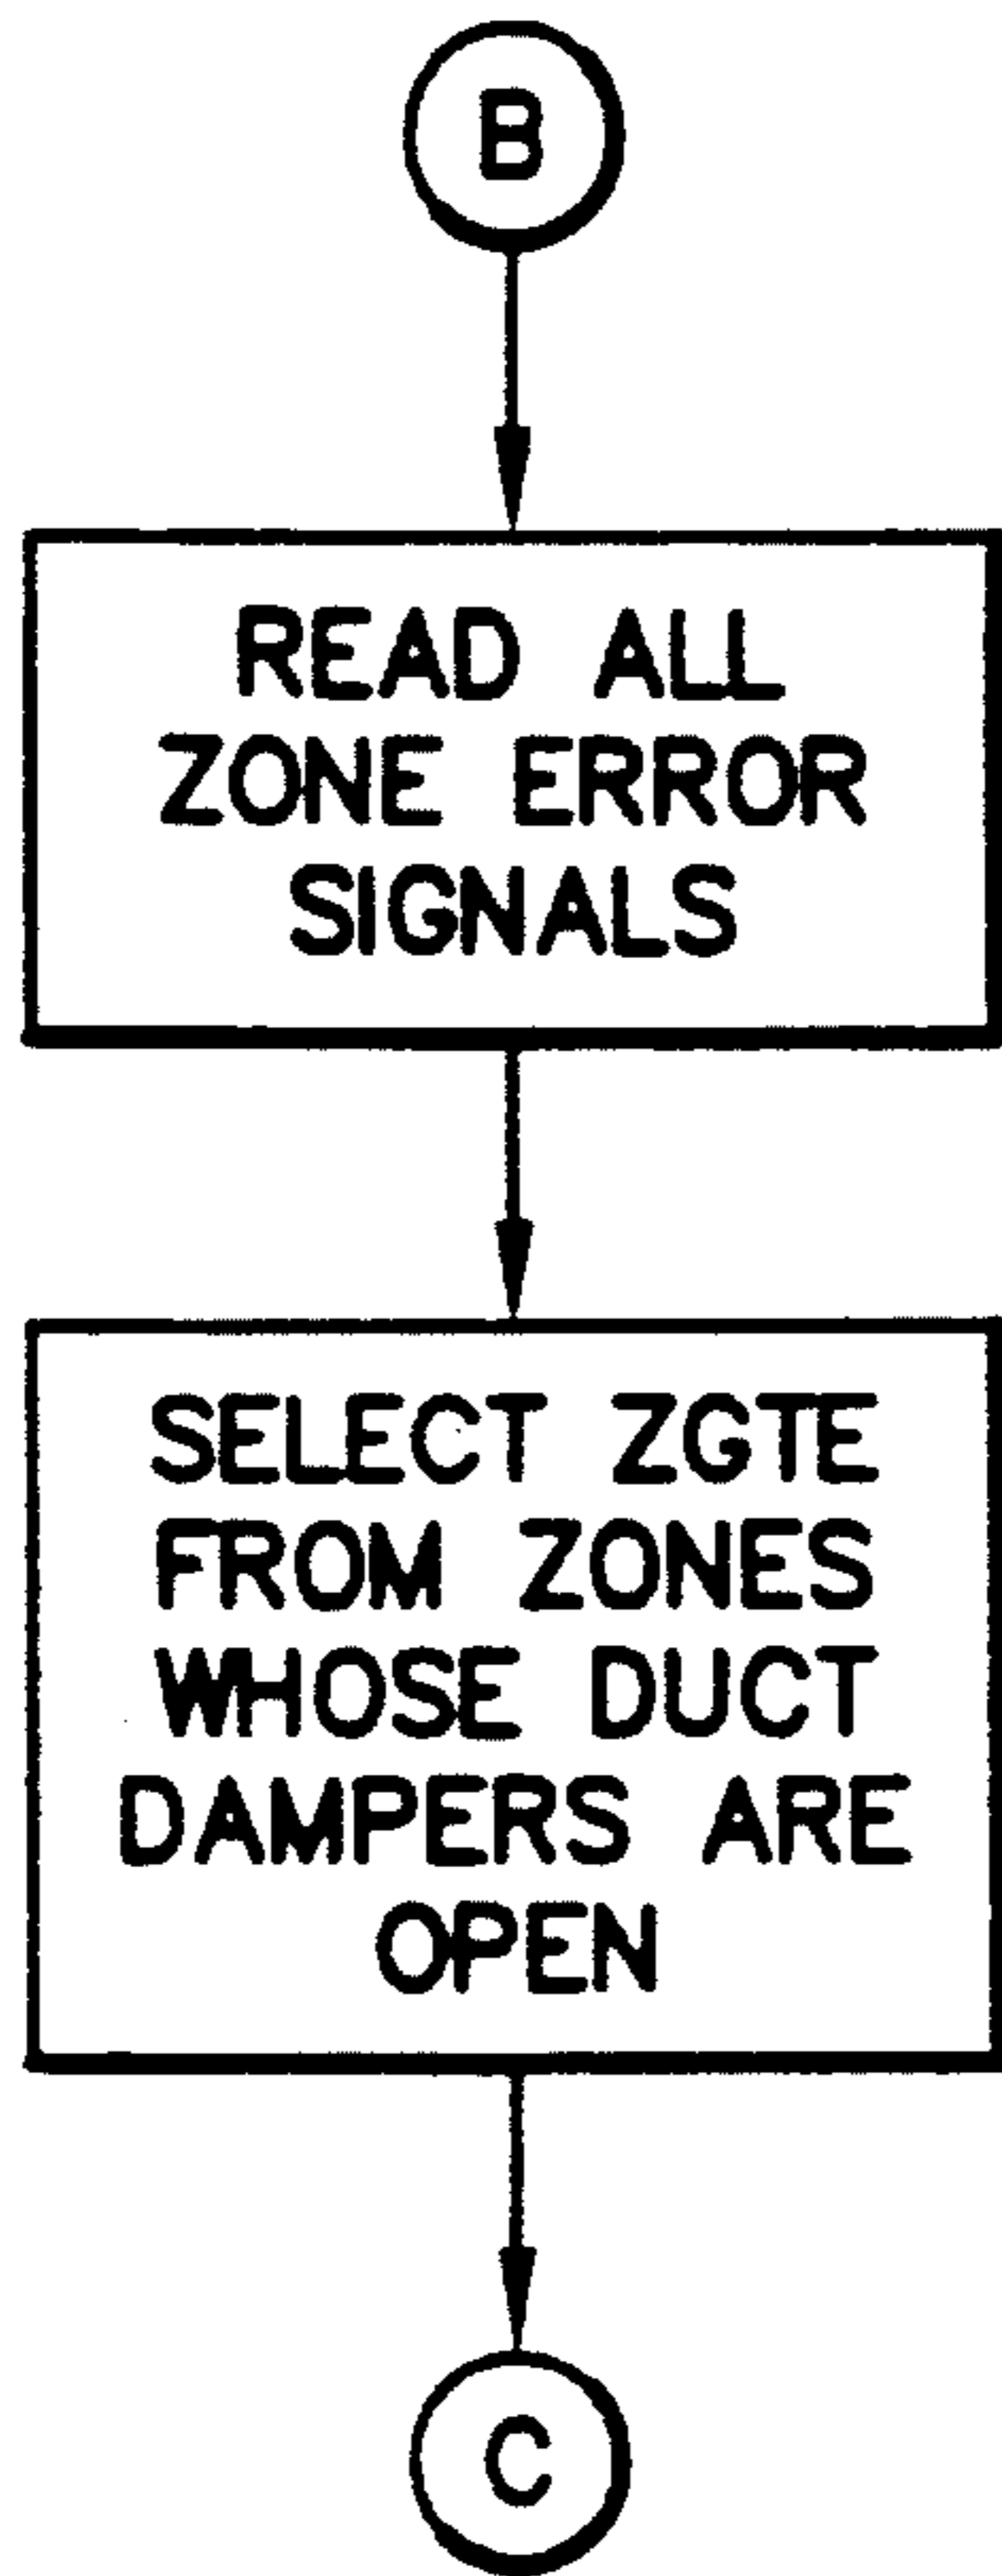 B
READ ALL
ZONE ERROR
SIGNALS
SELECT ZGTE
FROM ZONES
WHOSE DUCT
DAMPERS ARE
OPEN
C